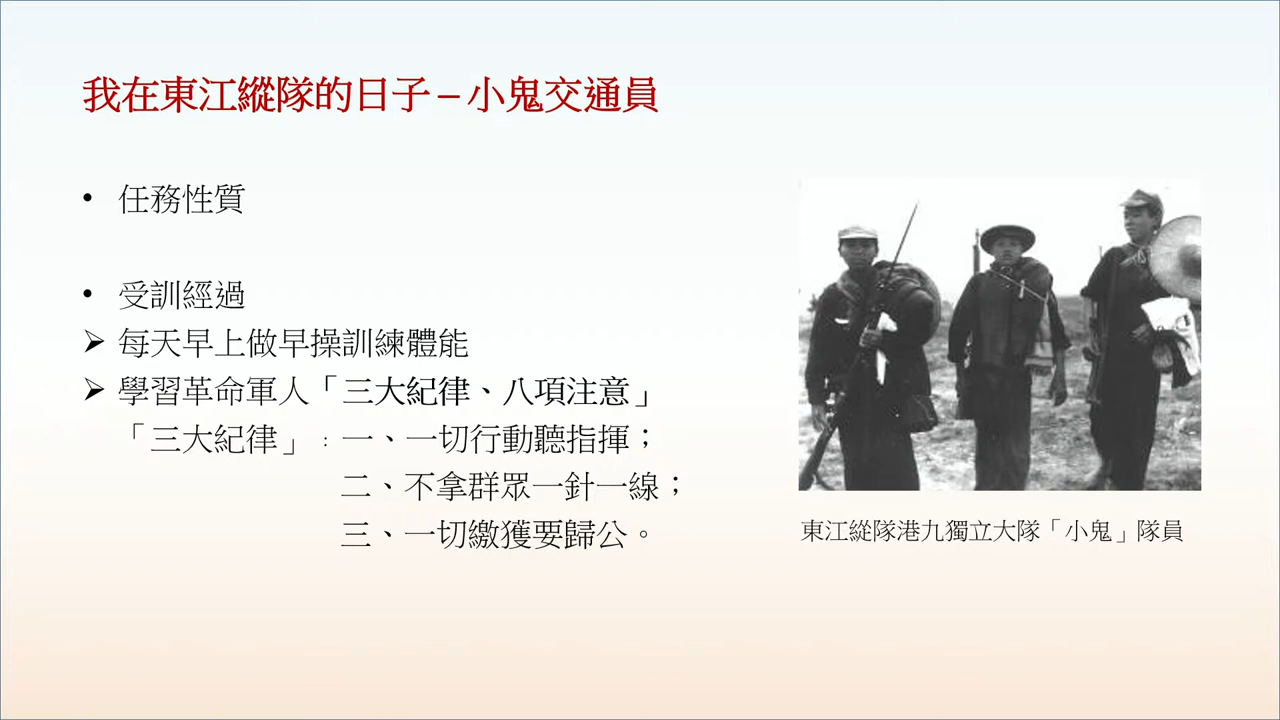 我在東江縱隊的日子 – 小鬼交通員
• 任務性質
• 受訓經過
➢ 每天早上做早操訓練體能
➢ 學習革命軍人「三大紀律、八項注意」
「三大紀律」﹕一、一切行動聽指揮；
二、不拿群眾一針一線；
三、一切繳獲要歸公。
東江縱隊港九獨立大隊「小鬼」隊員